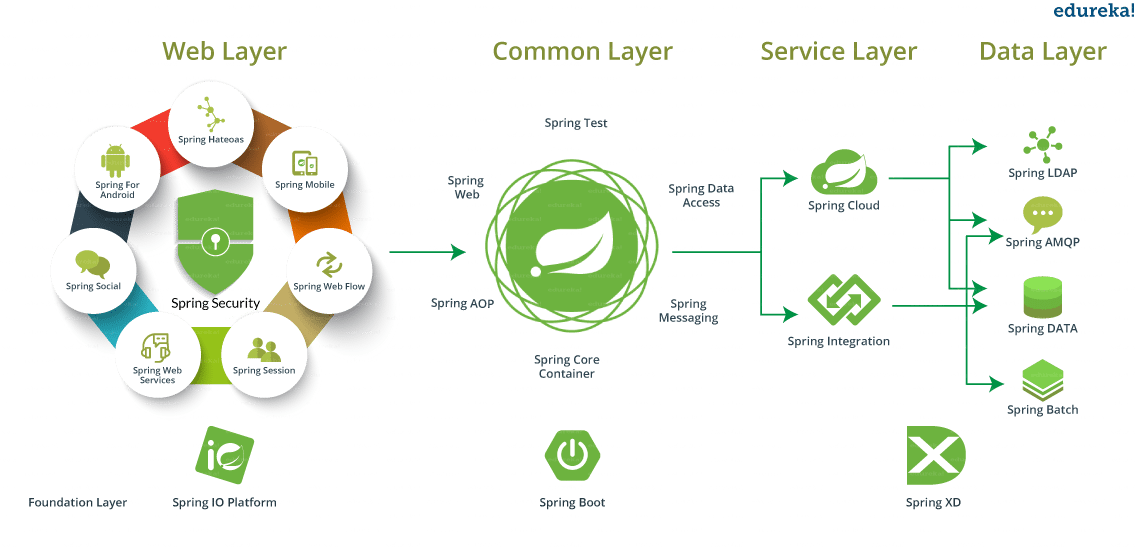 edureka!
Web Layer
Common Layer
Service Layer
Data Layer
Spring Hateoas
Spring For
Android
Spring Mobile
Spring Social
Spring Security
Spring Web Flow
Spring Web
Services
Spring Session
Spring Test
Spring
Web
Spring Data
Access
Spring AOP
Spring
Messaging
Spring Core
Container
Spring Cloud
Spring Integration
Spring LDAP
Spring AMQP
Spring DATA
Spring Batch
Foundation Layer
Spring IO Platform
Spring Boot
Spring XD